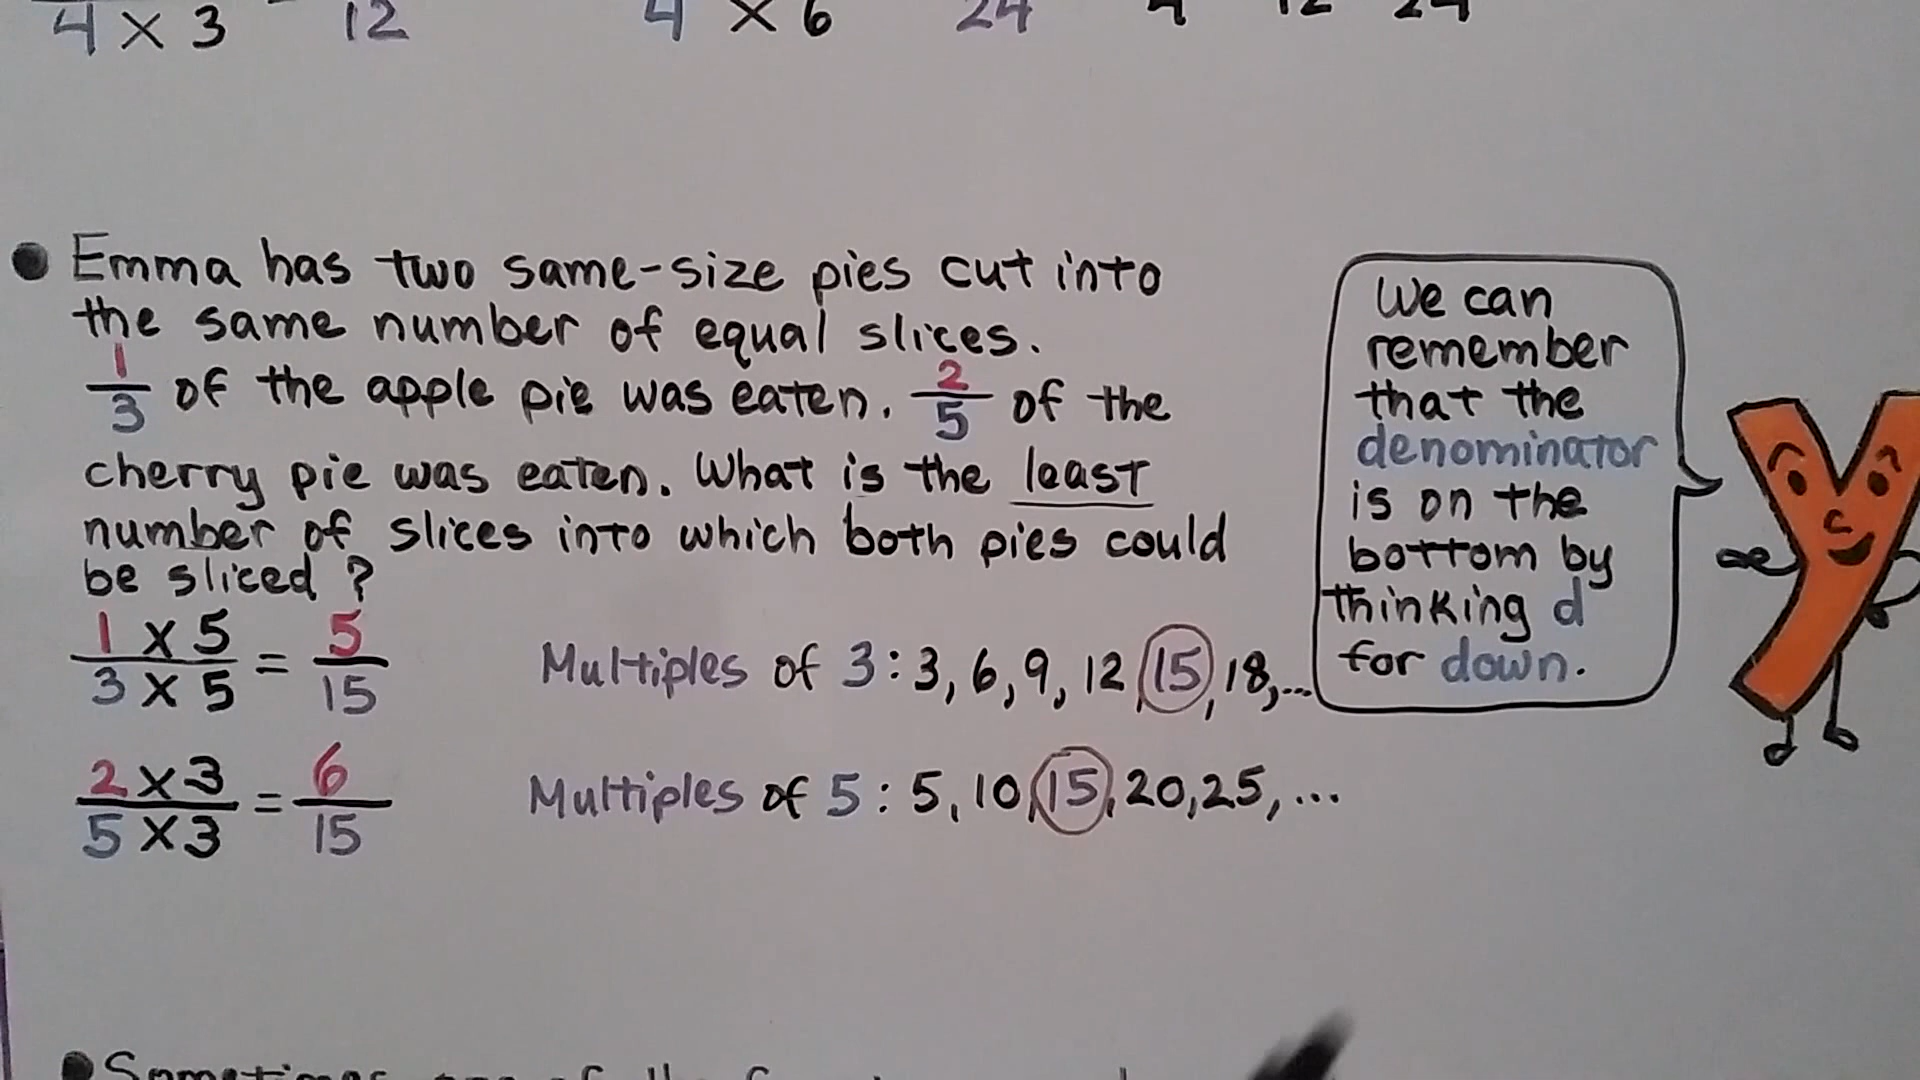 4 × 3 12 4 × 6 24 4 12 24
Emma has two same-size pies cut into
the same number of equal slices.
1/3 of the apple pie was eaten. 2/5 of the
cherry pie was eaten. What is the least
number of slices into which both pies could
be sliced?
1 × 5 / 3 × 5 = 5/15
Multiples of 3: 3, 6, 9, 12, 15, 18, ...
2 × 3 / 5 × 3 = 6/15
Multiples of 5: 5, 10, 15, 20, 25, ...
We can
remember
that the
denominator
is on the
bottom by
thinking d
for down.